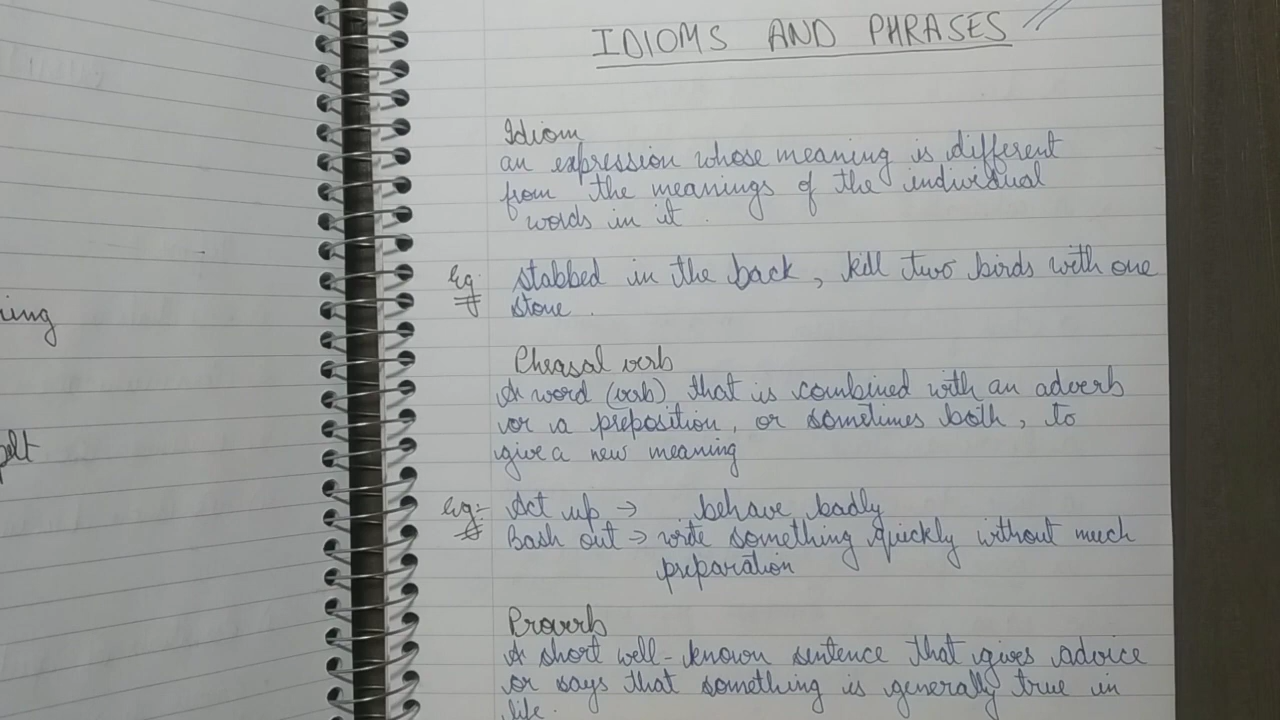 IDIOMS AND PHRASES
Idiom
an expression whose meaning is different
from the meanings of the individual
words in it.
Eg: stabbed in the back, kill two birds with one
stone.
Phrasal verb
A word (verb) that is combined with an adverb
or a preposition, or sometimes both, to
give a new meaning
Eg:- Act up → behave badly
Bash out → write something quickly without much
preparation
Proverb
A short well-known sentence that gives advice
or says that something is generally true in
life.